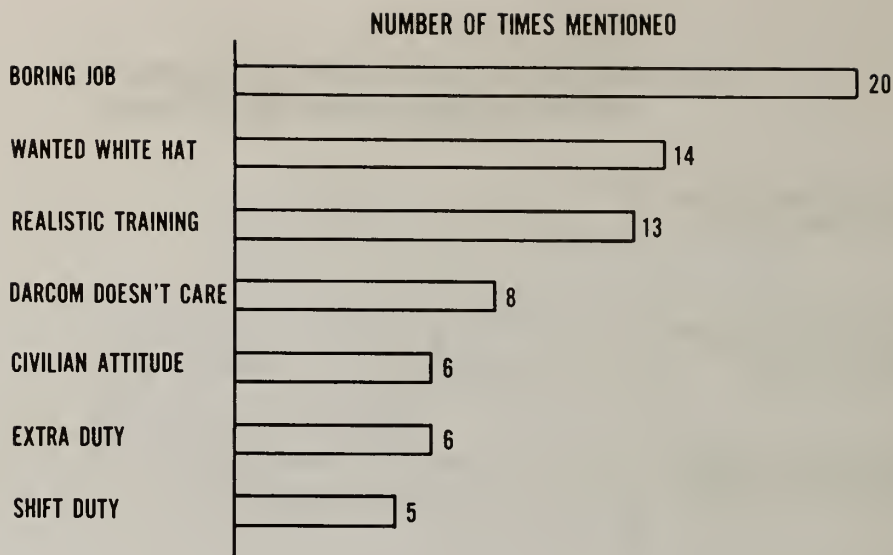 NUMBER OF TIMES MENTIONED
BORING JOB 20
WANTED WHITE HAT 14
REALISTIC TRAINING 13
DARCOM DOESN'T CARE 8
CIVILIAN ATTITUDE 6
EXTRA DUTY 6
SHIFT DUTY 5